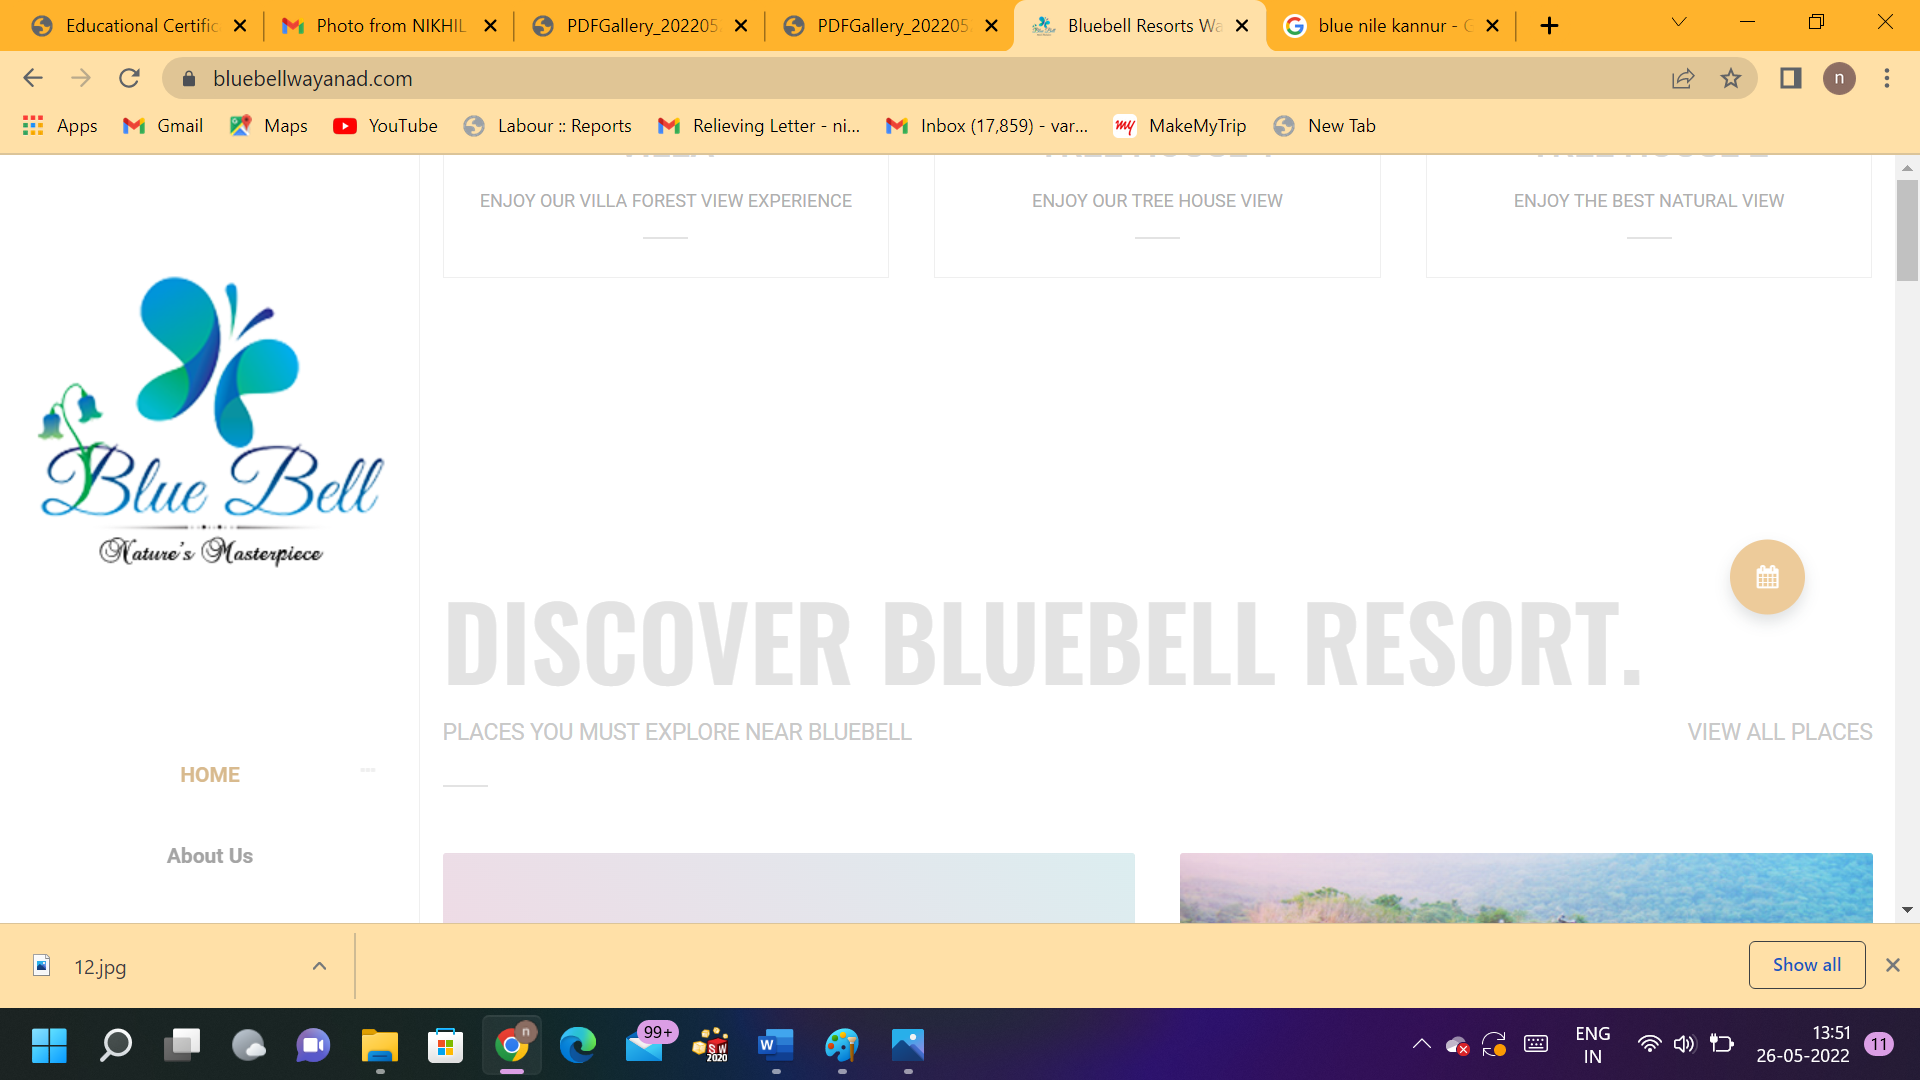 Educational Certific
Photo from NIKHIL
PDFGallery_202205
PDFGallery_202205
Bluebell Resorts Wa
blue nile kannur - G
bluebellwayanad.com
n
Apps
Gmail
Maps
YouTube
Labour :: Reports
Relieving Letter - ni...
Inbox (17,859) - var...
my
MakeMyTrip
New Tab
ENJOY OUR VILLA FOREST VIEW EXPERIENCE
ENJOY OUR TREE HOUSE VIEW
ENJOY THE BEST NATURAL VIEW
Blue Bell
Nature's Masterpiece
DISCOVER BLUEBELL RESORT.
PLACES YOU MUST EXPLORE NEAR BLUEBELL
VIEW ALL PLACES
HOME
About Us
12.jpg
Show all
n
99+
SW
2020
W
ENG
IN
13:51
26-05-2022
11